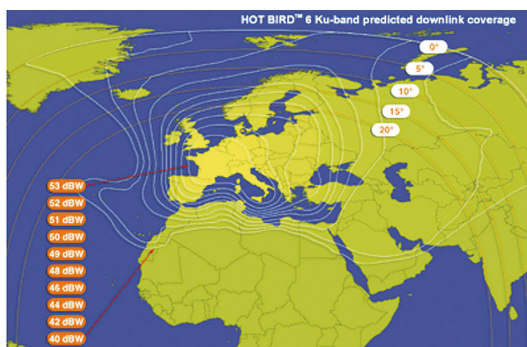 HOT BIRD™ 6 Ku-band predicted downlink coverage
0°
5°
10°
15°
20°
53 dBW
52 dBW
51 dBW
50 dBW
49 dBW
48 dBW
46 dBW
44 dBW
42 dBW
40 dBW